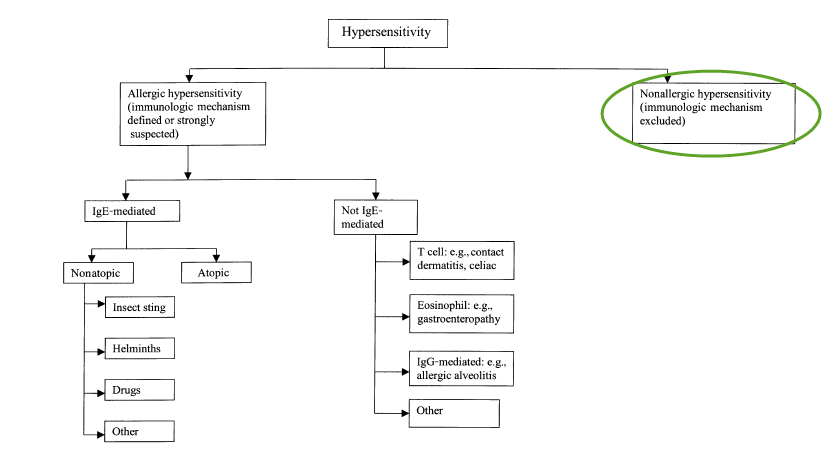 Hypersensitivity
Allergic hypersensitivity
(immunologic mechanism
defined or strongly
suspected)
Nonallergic hypersensitivity
(immunologic mechanism
excluded)
IgE-mediated
Not IgE-
mediated
Nonatopic
Atopic
Insect sting
Helminths
Drugs
Other
T cell: e.g., contact
dermatitis, celiac
Eosinophil: e.g.,
gastroenteropathy
IgG-mediated: e.g.,
allergic alveolitis
Other